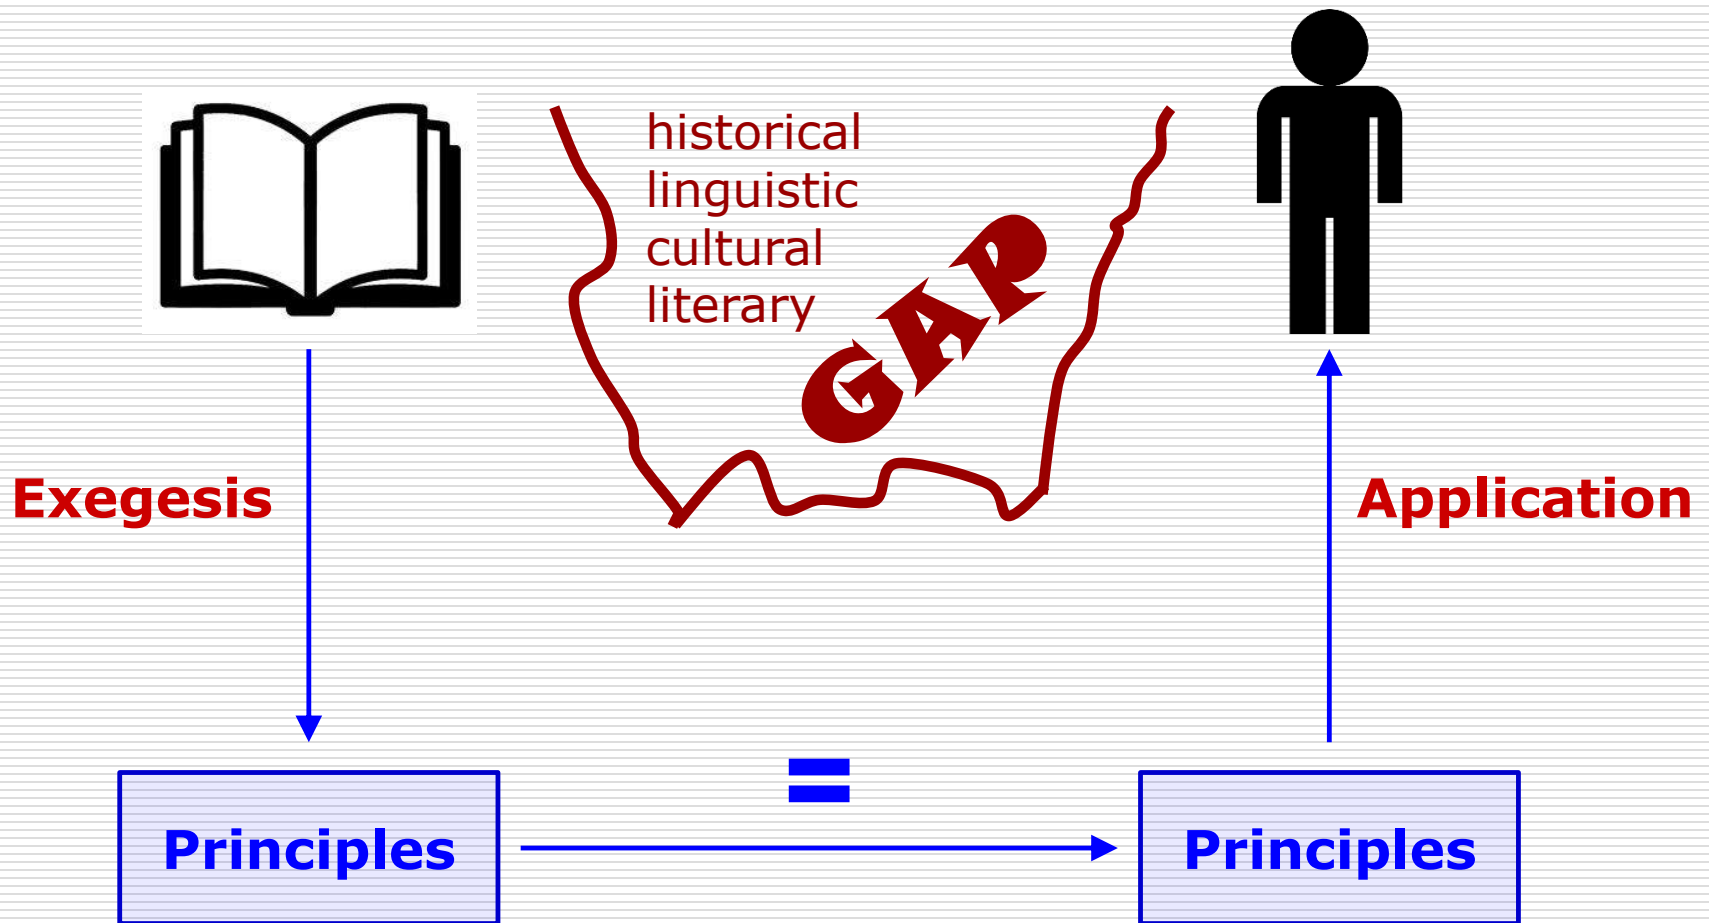 historical
linguistic
cultural
literary
GAP
Exegesis
Application
=
Principles
Principles